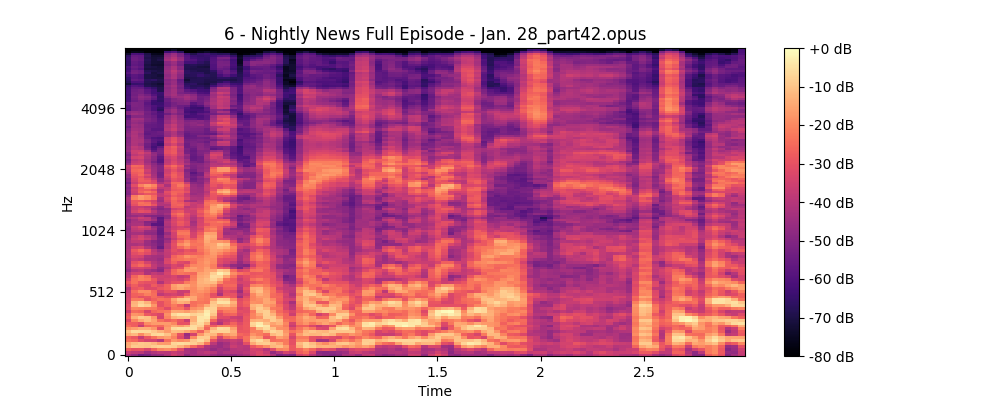 6 - Nightly News Full Episode - Jan. 28_part42.opus
+0 dB
-10 dB
-20 dB
-30 dB
-40 dB
-50 dB
-60 dB
-70 dB
-80 dB
4096
2048
1024
512
0
Hz
0
0.5
1
1.5
2
2.5
Time